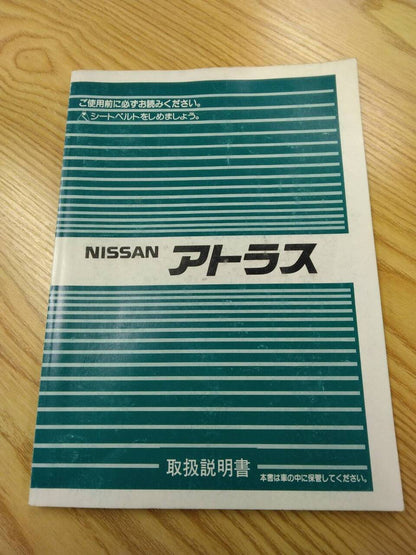 ご使用前に必ずお読みください。
シートベルトをしめましょう。
NISSAN アトラス
取扱説明書
本書は車の中に保管してください。